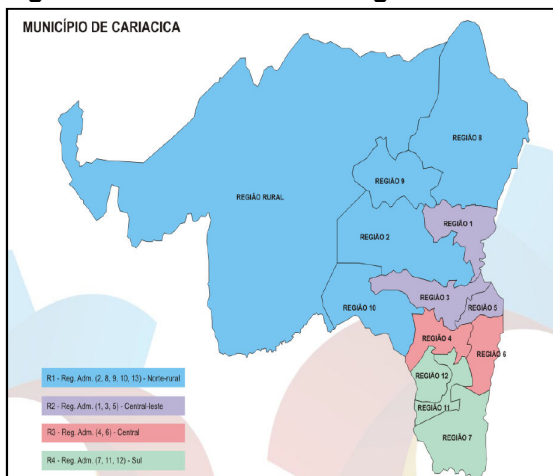 MUNICÍPIO DE CARIACICA
REGIÃO 8
REGIÃO 9
REGIÃO RURAL
REGIÃO 1
REGIÃO 2
REGIÃO 3
REGIÃO 5
REGIÃO 10
REGIÃO 4
REGIÃO 6
REGIÃO 12
REGIÃO 11
REGIÃO 7
R1 - Reg. Adm. (2, 8, 9, 10, 13) - Norte-rural
R2 - Reg. Adm. (1, 3, 5) - Central-leste
R3 - Reg. Adm. (4, 6) - Central
R4 - Reg. Adm. (7, 11, 12) - Sul